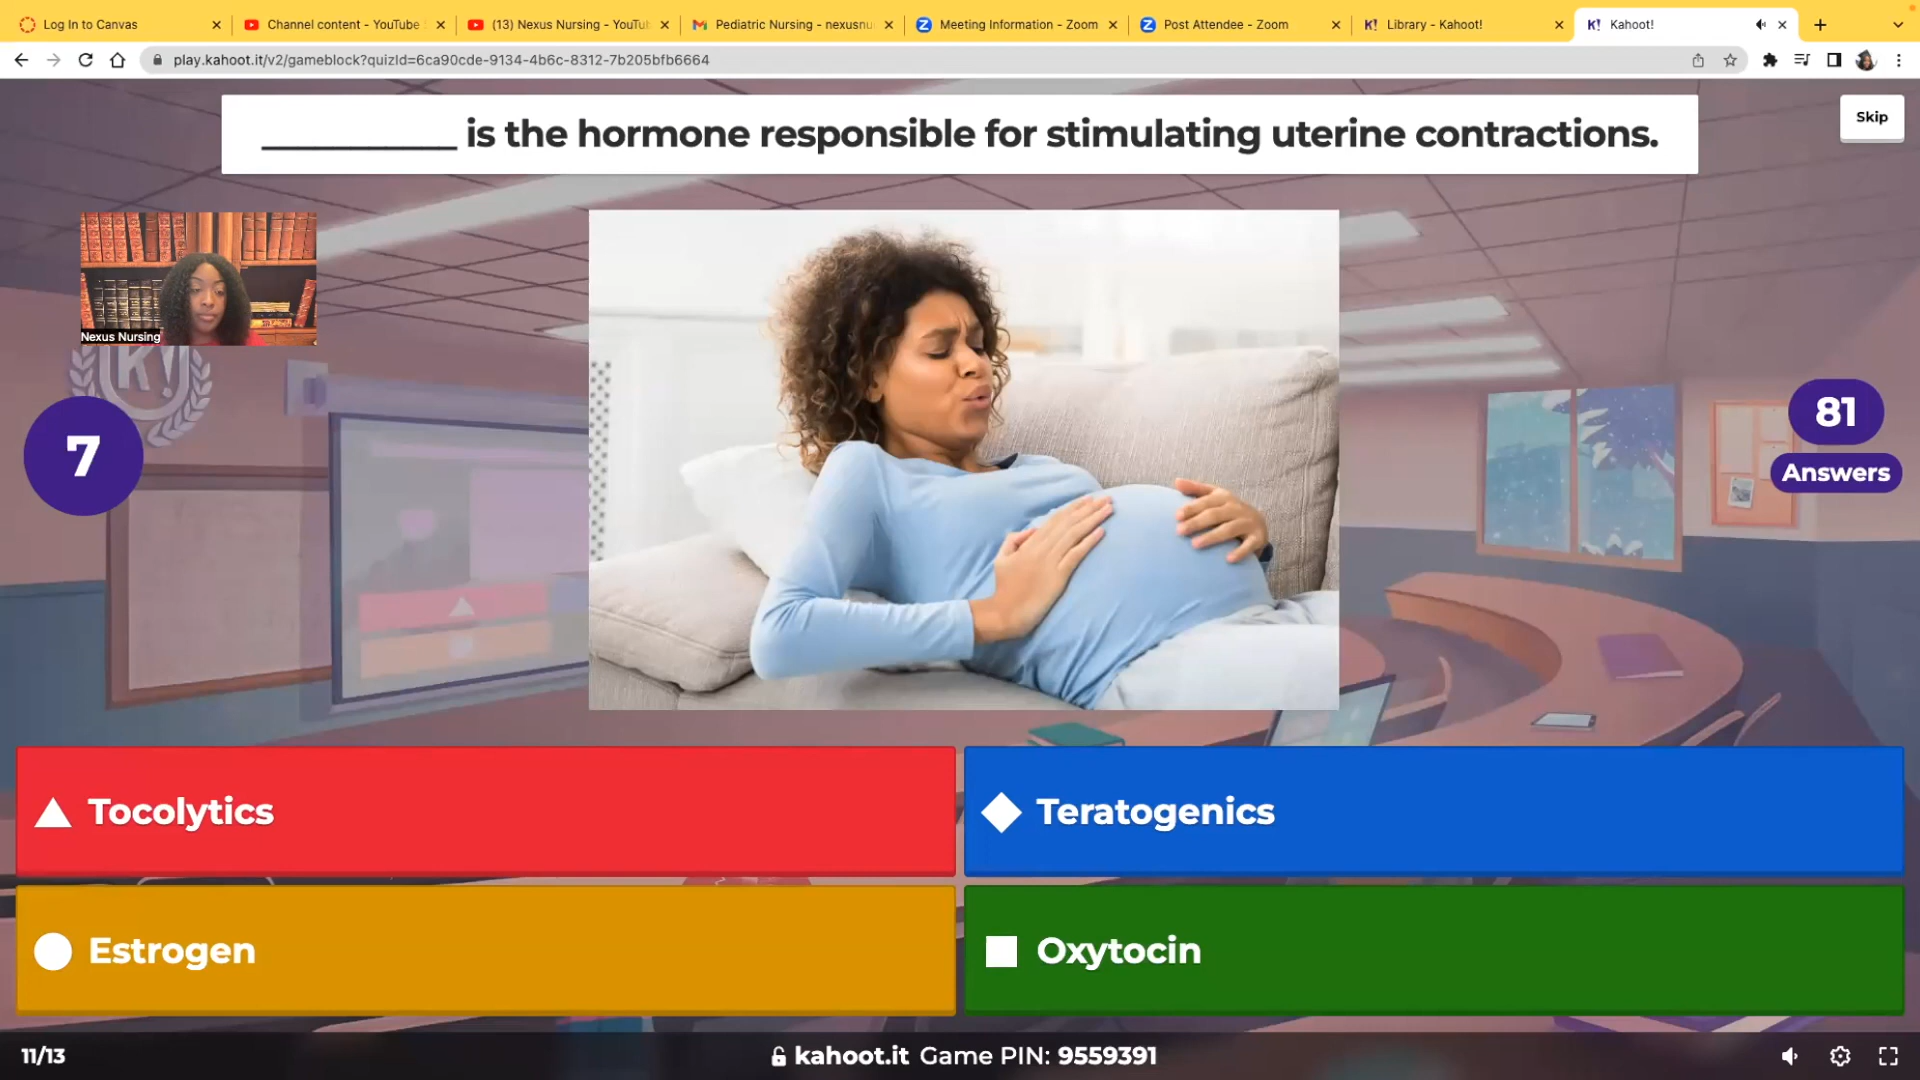 Log In to Canvas
Channel content - YouTube
(13) Nexus Nursing - YouTu
Pediatric Nursing - nexusnu
Meeting Information - Zoom
Post Attendee - Zoom
K! Library - Kahoot!
K! Kahoot!
play.kahoot.it/v2/gameblock?quizId=6ca90cde-9134-4b6c-8312-7b205bfb6664
___________ is the hormone responsible for stimulating uterine contractions.
Skip
Nexus Nursing
K!
7
81
Answers
Tocolytics
Teratogenics
Estrogen
Oxytocin
11/13
kahoot.it Game PIN: 9559391